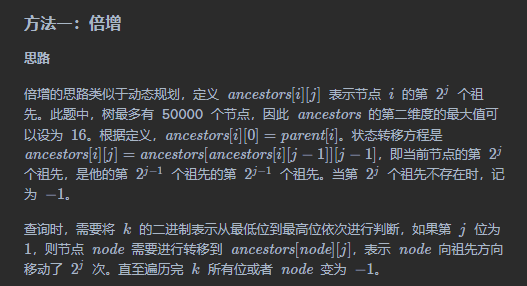 方法一：倍增
思路
倍增的思路类似于动态规划，定义 ancestors[i][j] 表示节点 i 的第 2^j 个祖
先。此题中，树最多有 50000 个节点，因此 ancestors 的第二维度的最大值可
以设为 16。根据定义，ancestors[i][0] = parent[i]。状态转移方程是
ancestors[i][j] = ancestors[ancestors[i][j − 1]][j − 1]，即当前节点的第 2^j
个祖先，是他的第 2^{j−1} 个祖先的第 2^{j−1} 个祖先。当第 2^j 个祖先不存在时，记
为 −1。
查询时，需要将 k 的二进制表示从最低位到最高位依次进行判断，如果第 j 位为
1，则节点 node 需要进行转移到 ancestors[node][j]，表示 node 向祖先方向
移动了 2^j 次。直至遍历完 k 所有位或者 node 变为 −1。